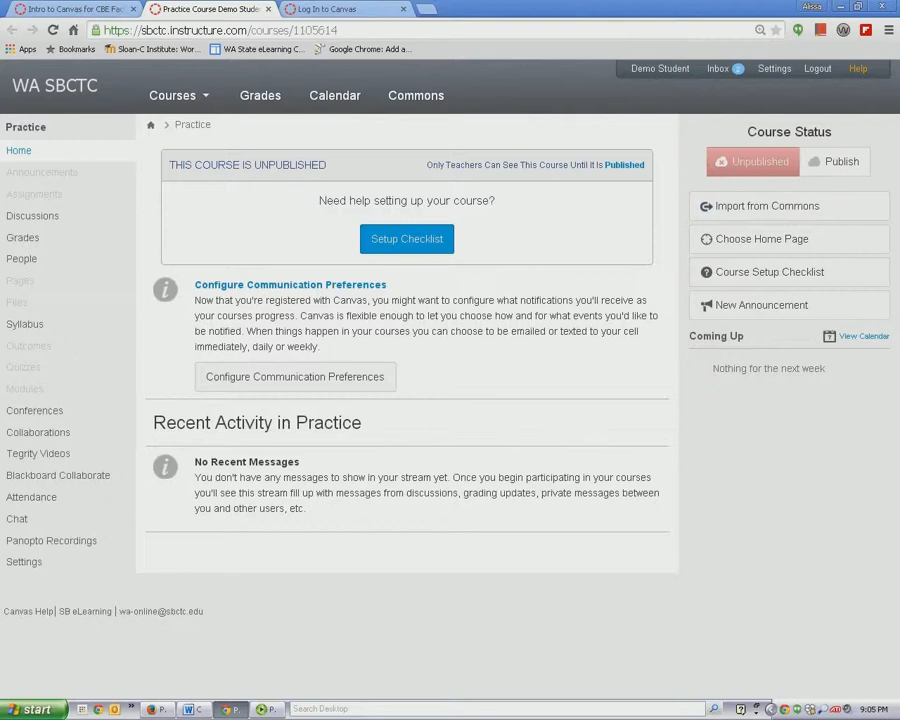 Intro to Canvas for CBE Fac
Practice Course Demo Stude
Log In to Canvas
Alissa
https://sbctc.instructure.com/courses/1105614
Apps
Bookmarks
Sloan-C Institute: Wor...
WA State eLearning C...
Google Chrome: Add a...
Demo Student
Inbox 2
Settings
Logout
Help
WA SBCTC
Courses
Grades
Calendar
Commons
Practice
Home
Announcements
Assignments
Discussions
Grades
People
Pages
Files
Syllabus
Outcomes
Quizzes
Modules
Conferences
Collaborations
Tegrity Videos
Blackboard Collaborate
Attendance
Chat
Panopto Recordings
Settings
Practice
THIS COURSE IS UNPUBLISHED
Only Teachers Can See This Course Until It Is Published
Need help setting up your course?
Setup Checklist
Configure Communication Preferences
Now that you're registered with Canvas, you might want to configure what notifications you'll receive as
your courses progress. Canvas is flexible enough to let you choose how and for what events you'd like to
be notified. When things happen in your courses you can choose to be emailed or texted to your cell
immediately, daily or weekly.
Configure Communication Preferences
Recent Activity in Practice
No Recent Messages
You don't have any messages to show in your stream yet. Once you begin participating in your courses
you'll see this stream fill up with messages from discussions, grading updates, private messages between
you and other users, etc.
Course Status
Unpublished
Publish
Import from Commons
Choose Home Page
Course Setup Checklist
New Announcement
Coming Up
View Calendar
Nothing for the next week
Canvas Help| SB eLearning | wa-online@sbctc.edu
start
P.
C
P.
P.
Search Desktop
9:05 PM